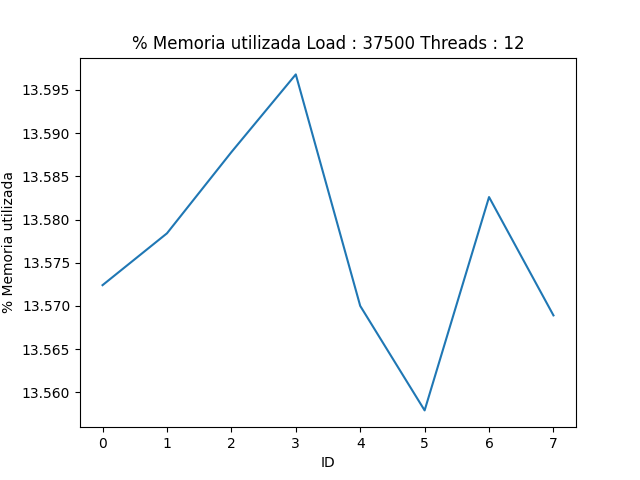 % Memoria utilizada Load : 37500 Threads : 12
% Memoria utilizada
13.595
13.590
13.585
13.580
13.575
13.570
13.565
13.560
0 1 2 3 4 5 6 7
ID